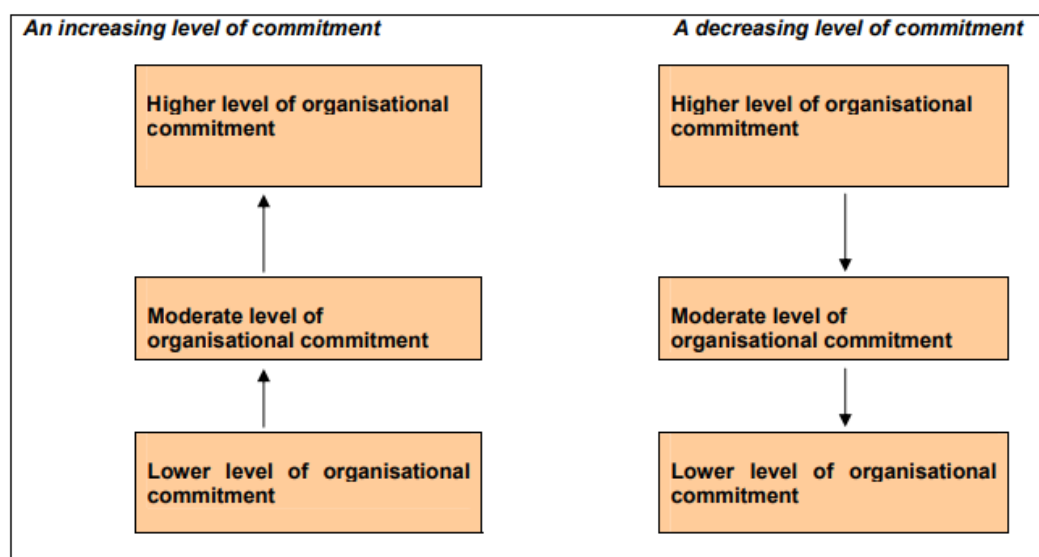 An increasing level of commitment
A decreasing level of commitment
Higher level of organisational
commitment
Higher level of organisational
commitment
Moderate level of
organisational commitment
Moderate level of
organisational commitment
Lower level of organisational
commitment
Lower level of organisational
commitment